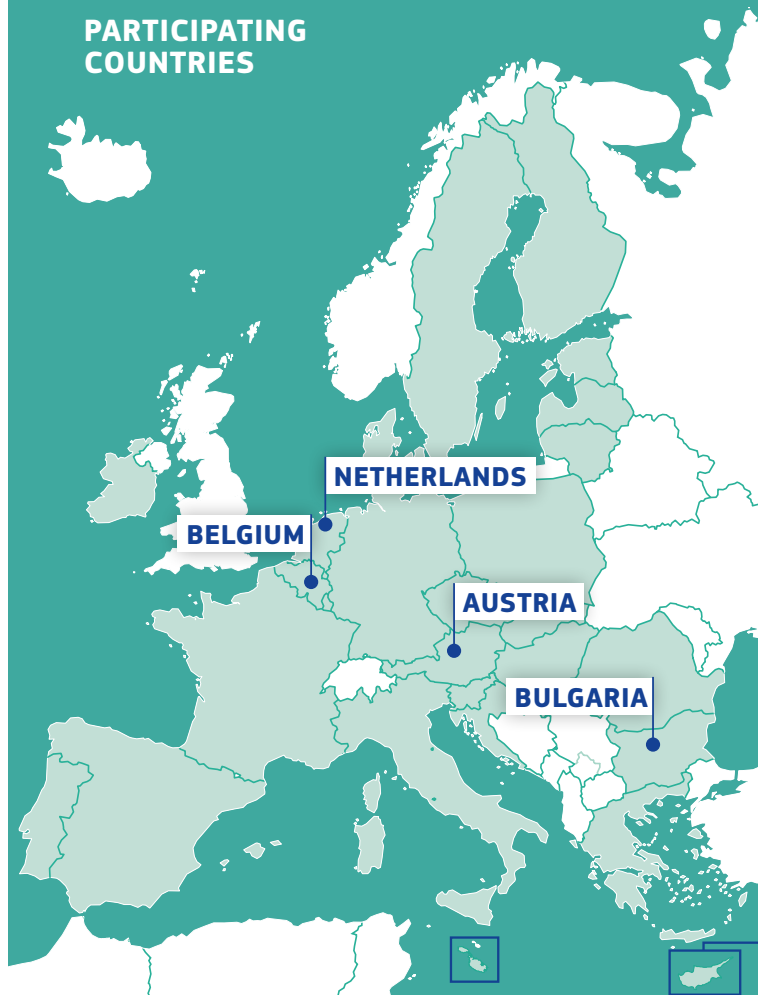 PARTICIPATING
COUNTRIES
NETHERLANDS
BELGIUM
AUSTRIA
BULGARIA